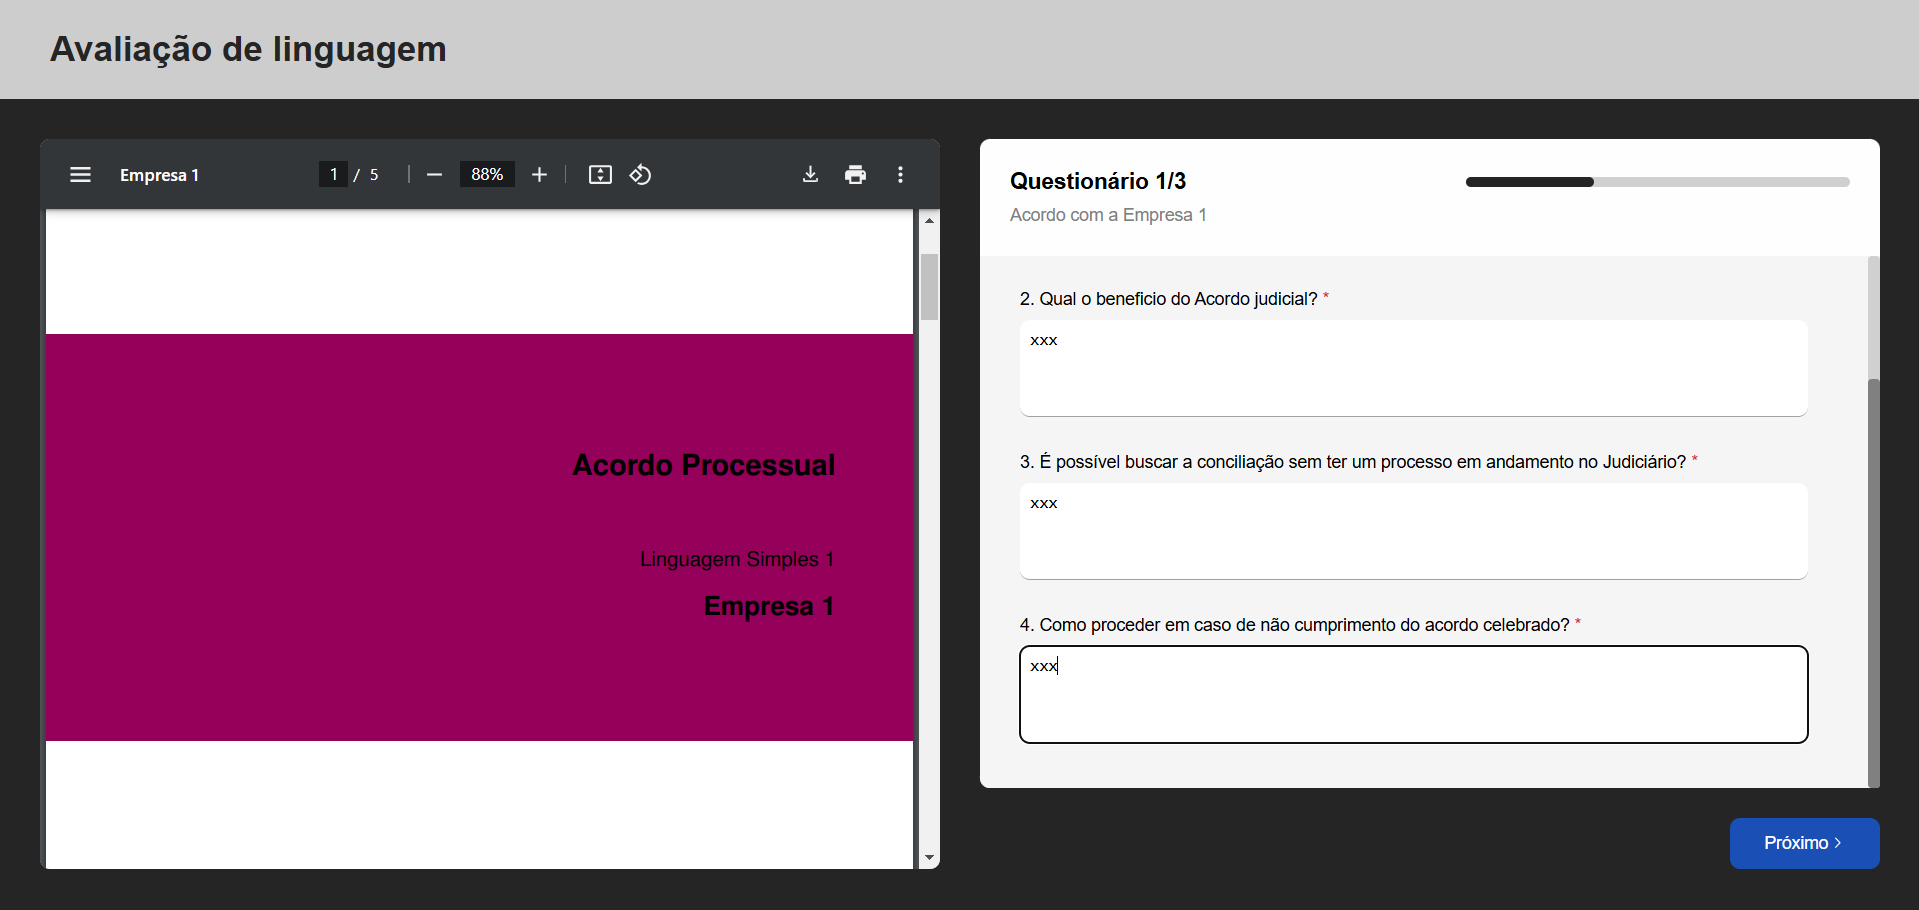 Avaliação de linguagem
Empresa 1
1 / 5
88%
Acordo Processual
Linguagem Simples 1
Empresa 1
Questionário 1/3
Acordo com a Empresa 1
2. Qual o beneficio do Acordo judicial? *
xxx
3. É possível buscar a conciliação sem ter um processo em andamento no Judiciário? *
xxx
4. Como proceder em caso de não cumprimento do acordo celebrado? *
xxx
Próximo